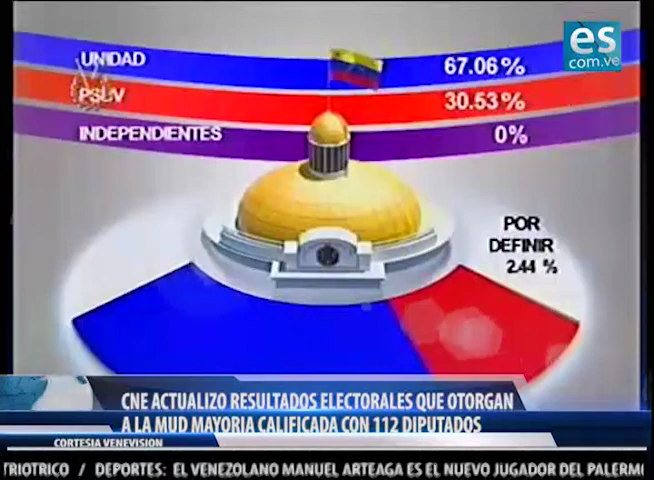 es
com.ve
UNIDAD 67.06%
PSUV 30.53%
INDEPENDIENTES 0%
POR
DEFINIR
2.44 %
CNE ACTUALIZO RESULTADOS ELECTORALES QUE OTORGAN
A LA MUD MAYORIA CALIFICADA CON 112 DIPUTADOS
CORTESIA VENEVISION
TRIOTRICO / DEPORTES: EL VENEZOLANO MANUEL ARTEAGA ES EL NUEVO JUGADOR DEL PALERMO